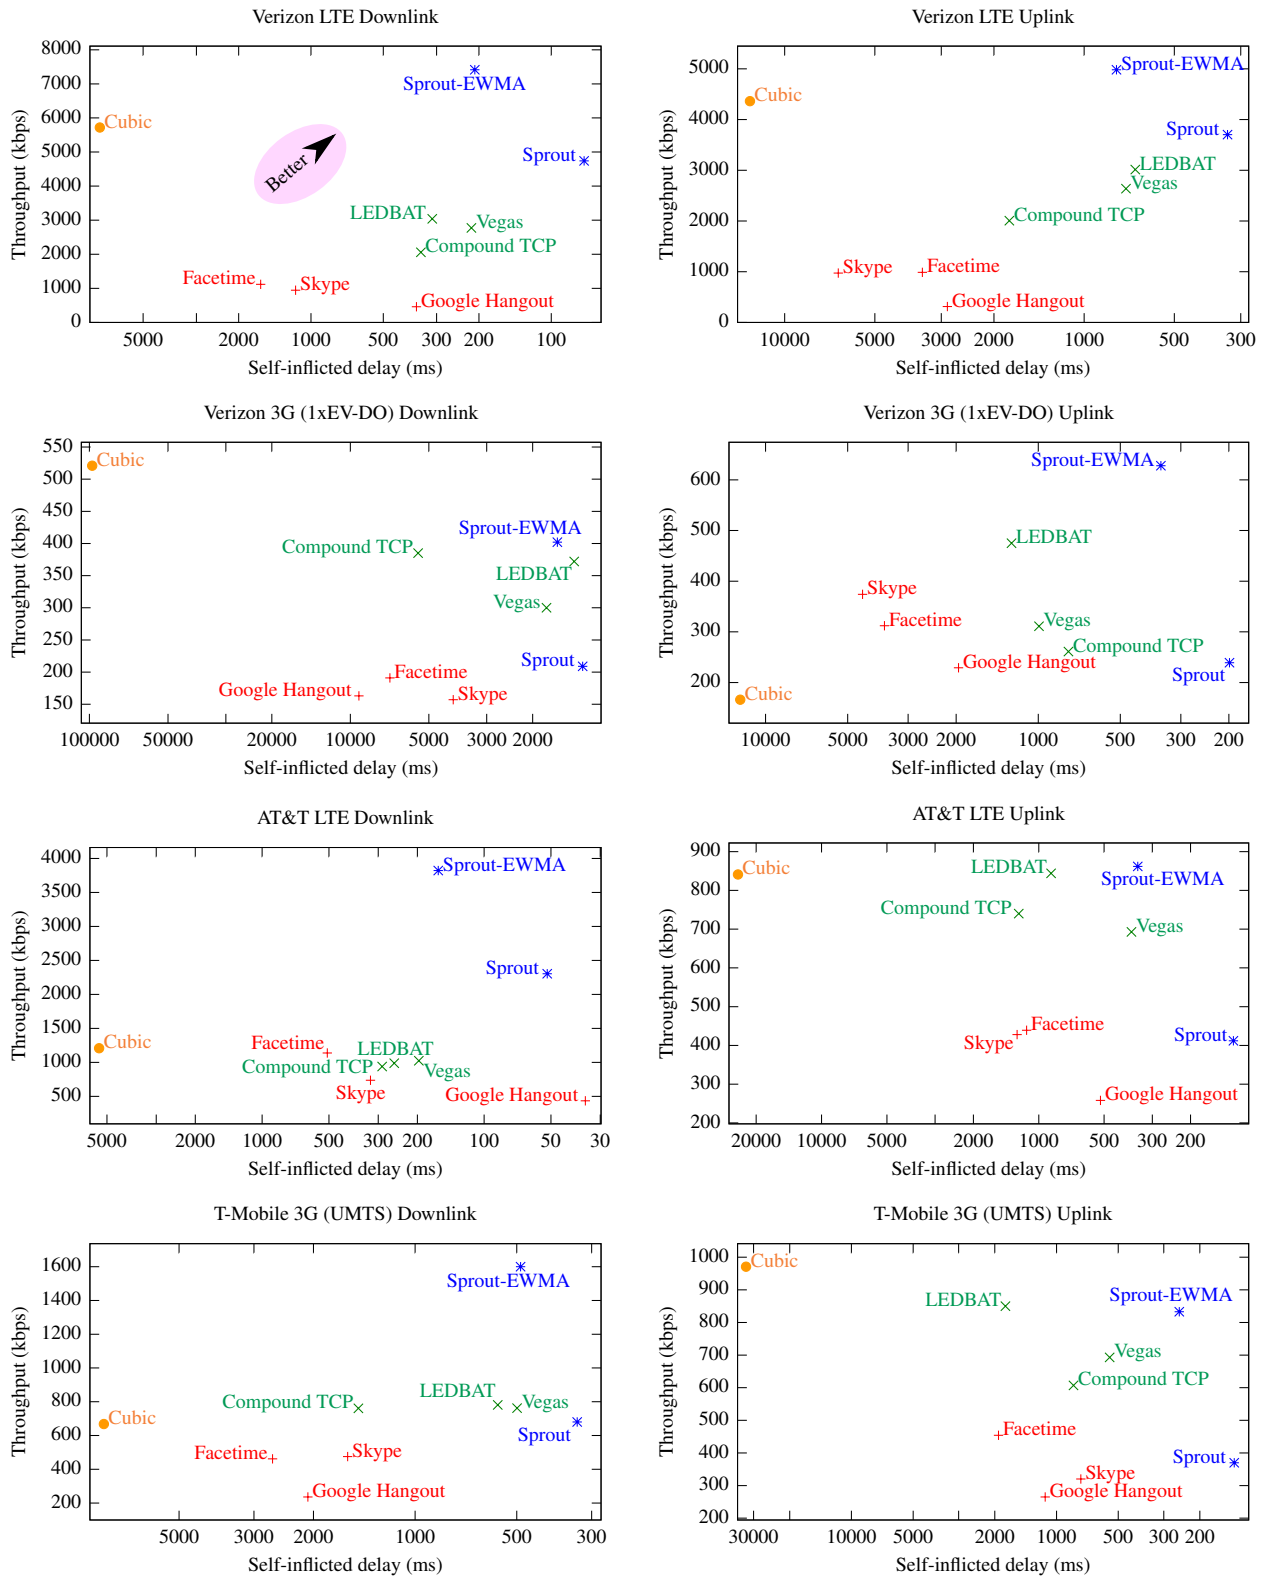 Verizon LTE Downlink
8000
7000
6000
5000
4000
3000
2000
1000
0
Throughput (kbps)
Sprout-EWMA
Cubic
Better
Sprout
LEDBAT
Vegas
Compound TCP
Facetime
Skype
Google Hangout
5000 2000 1000 500 300 200 100
Self-inflicted delay (ms)
Verizon LTE Uplink
5000
4000
3000
2000
1000
0
Throughput (kbps)
Sprout-EWMA
Cubic
Sprout
LEDBAT
Vegas
Compound TCP
Skype
Facetime
Google Hangout
10000 5000 3000 2000 1000 500 300
Self-inflicted delay (ms)
Verizon 3G (1xEV-DO) Downlink
550
500
450
400
350
300
250
200
150
Throughput (kbps)
Cubic
Sprout-EWMA
Compound TCP
LEDBAT
Vegas
Sprout
Facetime
Google Hangout
Skype
100000 50000 20000 10000 5000 3000 2000
Self-inflicted delay (ms)
Verizon 3G (1xEV-DO) Uplink
600
500
400
300
200
Throughput (kbps)
Sprout-EWMA
LEDBAT
Skype
Facetime
Vegas
Compound TCP
Google Hangout
Sprout
Cubic
10000 5000 3000 2000 1000 500 300 200
Self-inflicted delay (ms)
AT&T LTE Downlink
4000
3500
3000
2500
2000
1500
1000
500
Throughput (kbps)
Sprout-EWMA
Sprout
Cubic
Facetime
LEDBAT
Compound TCP
Vegas
Skype
Google Hangout
5000 2000 1000 500 300 200 100 50 30
Self-inflicted delay (ms)
AT&T LTE Uplink
900
800
700
600
500
400
300
200
Throughput (kbps)
Cubic
LEDBAT
Sprout-EWMA
Compound TCP
Vegas
Facetime
Skype
Sprout
Google Hangout
20000 10000 5000 2000 1000 500 300 200
Self-inflicted delay (ms)
T-Mobile 3G (UMTS) Downlink
1600
1400
1200
1000
800
600
400
200
Throughput (kbps)
Sprout-EWMA
LEDBAT
Compound TCP
Vegas
Cubic
Sprout
Facetime
Skype
Google Hangout
5000 3000 2000 1000 500 300
Self-inflicted delay (ms)
T-Mobile 3G (UMTS) Uplink
1000
900
800
700
600
500
400
300
200
Throughput (kbps)
Cubic
LEDBAT
Sprout-EWMA
Vegas
Compound TCP
Facetime
Sprout
Skype
Google Hangout
30000 10000 5000 2000 1000 500 300 200
Self-inflicted delay (ms)